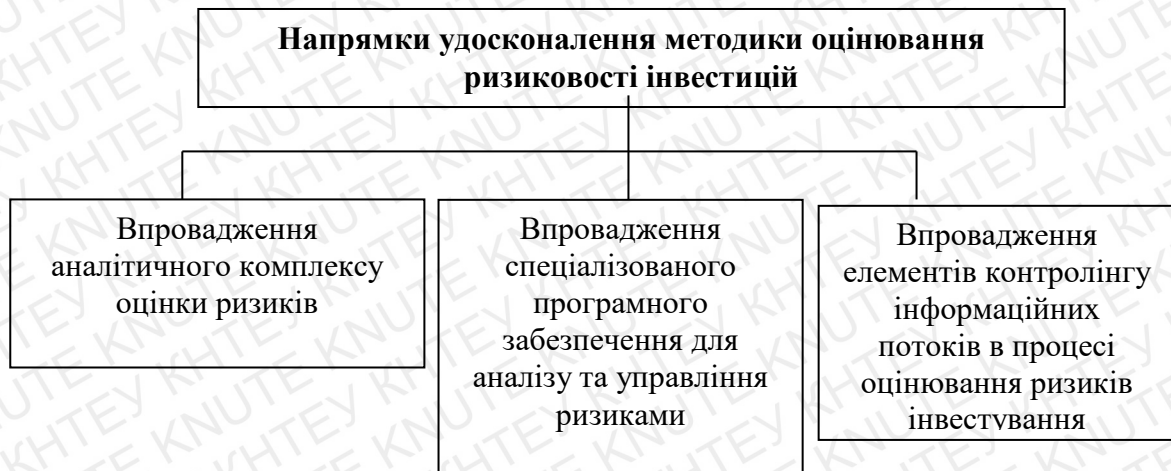 Напрямки удосконалення методики оцінювання
ризиковості інвестицій
Впровадження
аналітичного комплексу
оцінки ризиків
Впровадження
спеціалізованого
програмного
забезпечення для
аналізу та управління
ризиками
Впровадження
елементів контролінгу
інформаційних
потоків в процесі
оцінювання ризиків
інвестування